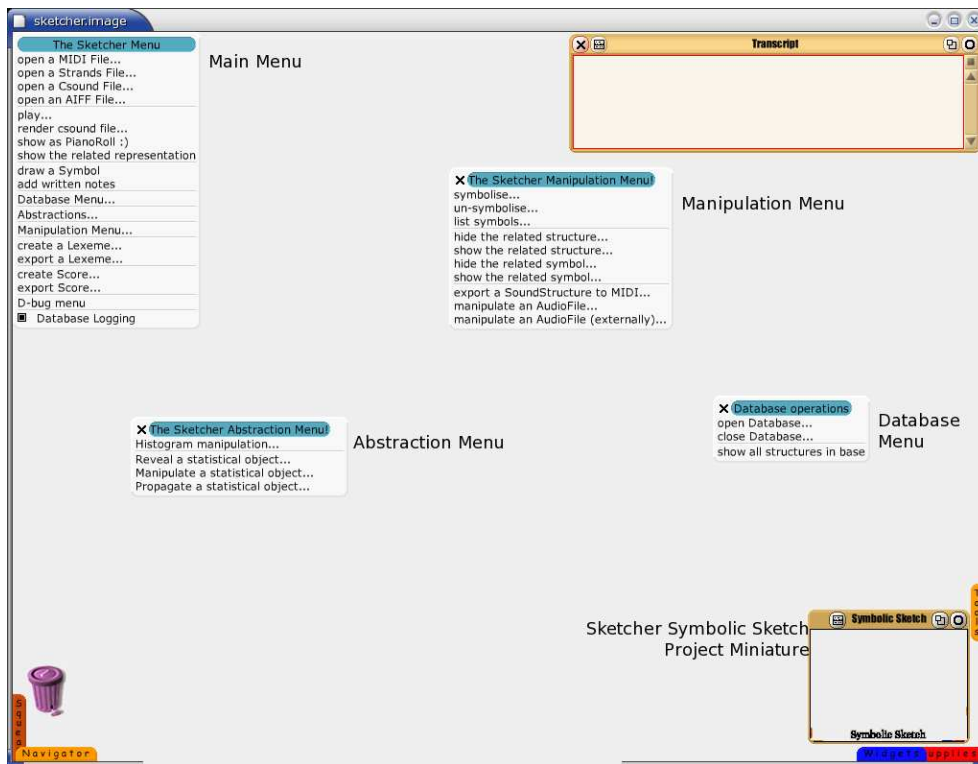 sketcher.image
The Sketcher Menu
open a MIDI File...
open a Strands File...
open a Csound File...
open an AIFF File...
play...
render csound file...
show as PianoRoll :)
show the related representation
draw a Symbol
add written notes
Database Menu...
Abstractions...
Manipulation Menu...
create a Lexeme...
export a Lexeme...
create Score...
export Score...
D-bug menu
Database Logging
Main Menu
Transcript
The Sketcher Manipulation Menu!
symbolise...
un-symbolise...
list symbols...
hide the related structure...
show the related structure...
hide the related symbol...
show the related symbol...
export a SoundStructure to MIDI...
manipulate an AudioFile...
manipulate an AudioFile (externally)...
Manipulation Menu
The Sketcher Abstraction Menu!
Histogram manipulation...
Reveal a statistical object...
Manipulate a statistical object...
Propagate a statistical object...
Abstraction Menu
Database operations
open Database...
close Database...
show all structures in base
Database
Menu
Sketcher Symbolic Sketch
Project Miniature
Symbolic Sketch
Symbolic Sketch
Navigator
Widgets